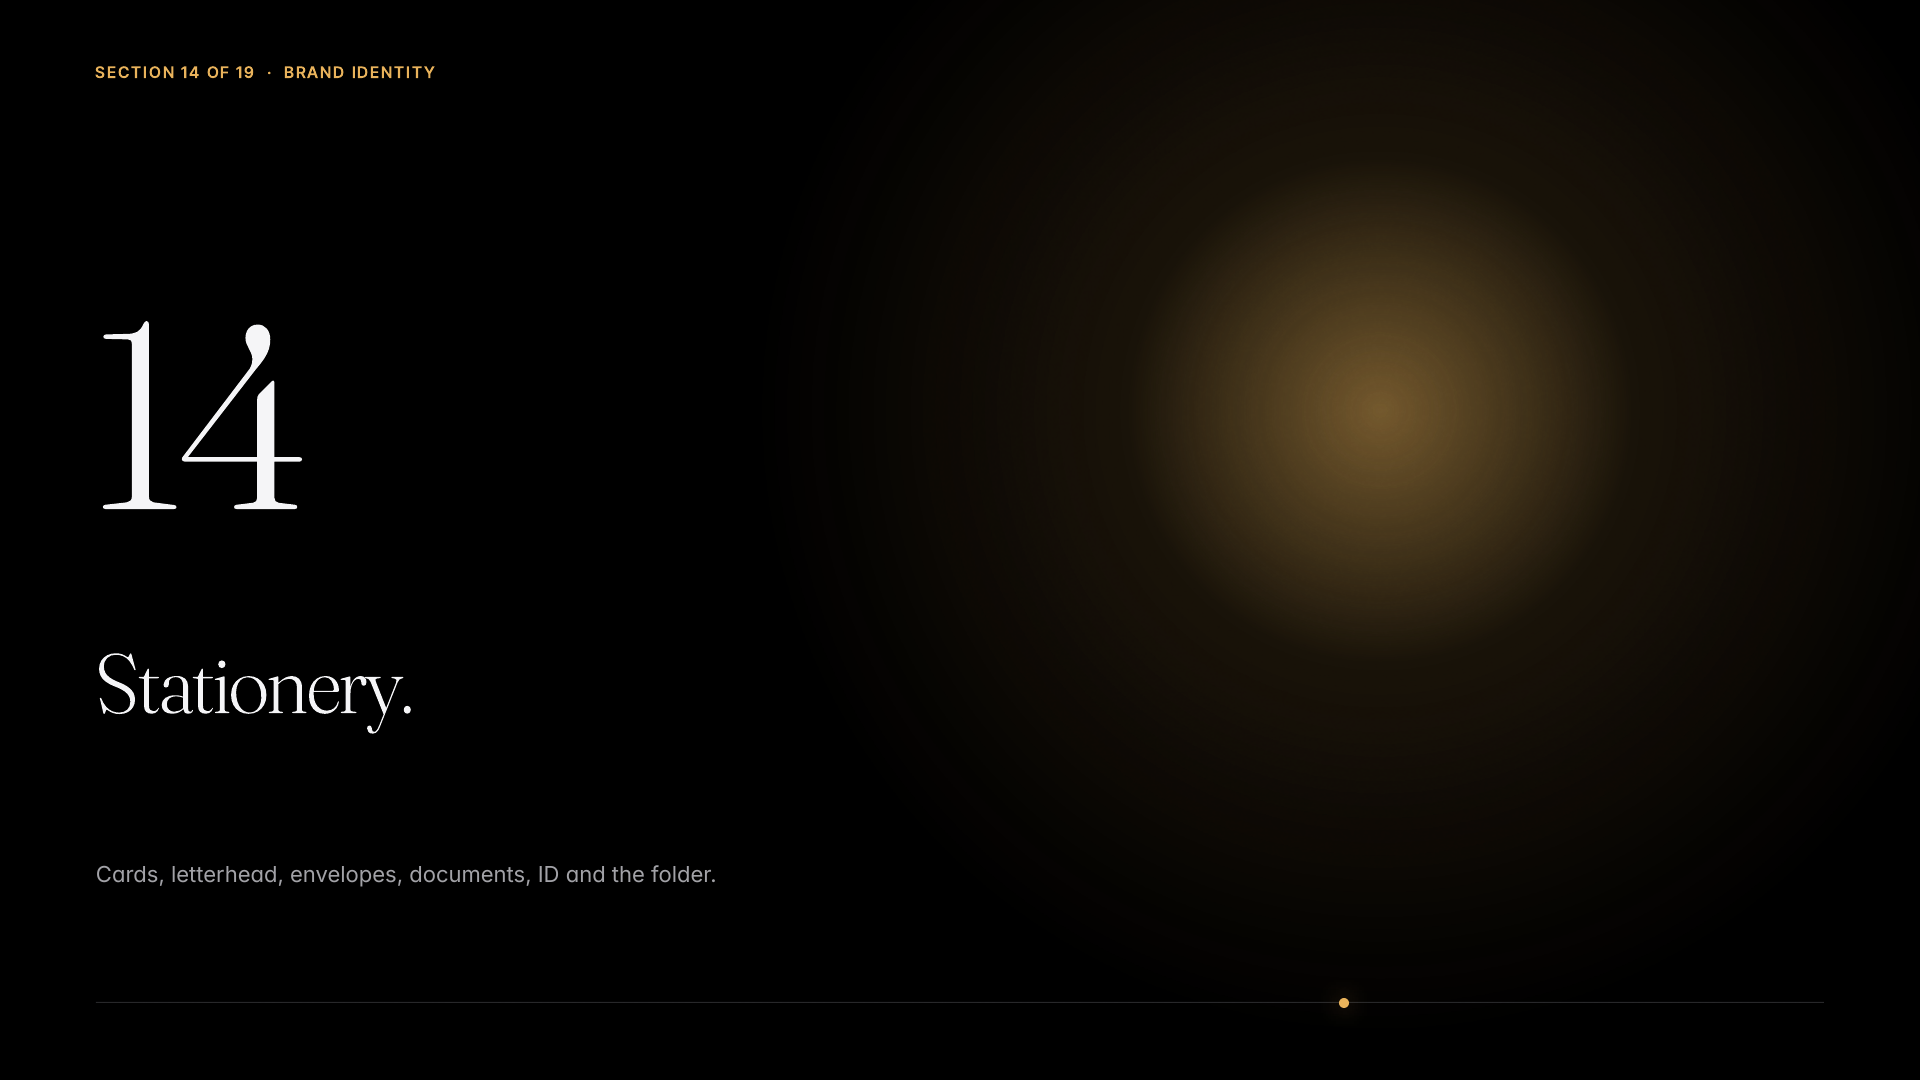 SECTION 14 OF 19 · BRAND IDENTITY
14
Stationery.
Cards, letterhead, envelopes, documents, ID and the folder.